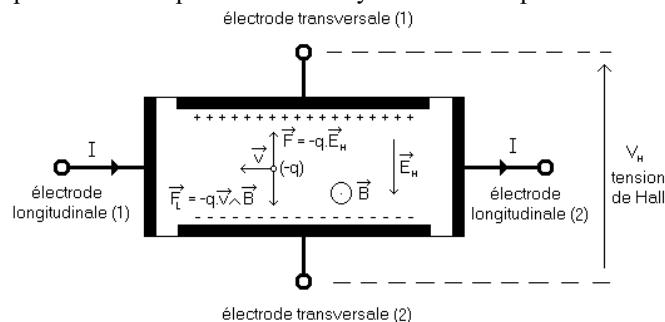 électrode transversale (1)
+ + + + + + + + + + + + + + +
I
F = -q.E_H
V
(-q)
E_H
I
V_H
tension
de Hall
électrode
longitudinale (1)
F_L = -q.v∧B
B
électrode
longitudinale (2)
- - - - - - - - - - - - - - -
électrode transversale (2)